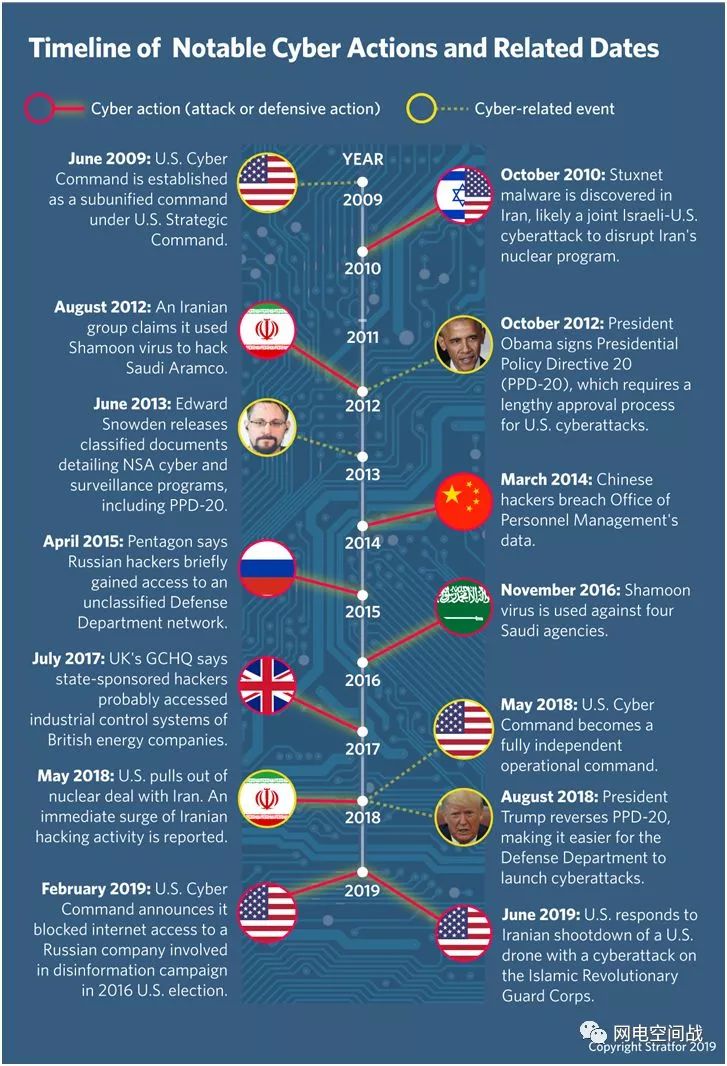 Timeline of Notable Cyber Actions and Related Dates
Cyber action (attack or defensive action)
Cyber-related event
YEAR
June 2009: U.S. Cyber
Command is established
as a subunified command
under U.S. Strategic
Command.
2009
October 2010: Stuxnet
malware is discovered in
Iran, likely a joint Israeli-U.S.
cyberattack to disrupt Iran's
nuclear program.
2010
2011
August 2012: An Iranian
group claims it used
Shamoon virus to hack
Saudi Aramco.
October 2012: President
Obama signs Presidential
Policy Directive 20
(PPD-20), which requires a
lengthy approval process
for U.S. cyberattacks.
2012
June 2013: Edward
Snowden releases
classified documents
detailing NSA cyber and
surveillance programs,
including PPD-20.
2013
March 2014: Chinese
hackers breach Office of
Personnel Management's
data.
2014
April 2015: Pentagon says
Russian hackers briefly
gained access to an
unclassified Defense
Department network.
2015
November 2016: Shamoon
virus is used against four
Saudi agencies.
2016
July 2017: UK's GCHQ says
state-sponsored hackers
probably accessed
industrial control systems of
British energy companies.
2017
May 2018: U.S. Cyber
Command becomes a
fully independent
operational command.
May 2018: U.S. pulls out of
nuclear deal with Iran. An
immediate surge of Iranian
hacking activity is reported.
2018
August 2018: President
Trump reverses PPD-20,
making it easier for the
Defense Department to
launch cyberattacks.
2019
February 2019: U.S. Cyber
Command announces it
blocked internet access to a
Russian company involved
in disinformation campaign
in 2016 U.S. election.
June 2019: U.S. responds to
Iranian shootdown of a U.S.
drone with a cyberattack on
the Islamic Revolutionary
Guard Corps.
网电空间战
Copyright Stratfor 2019